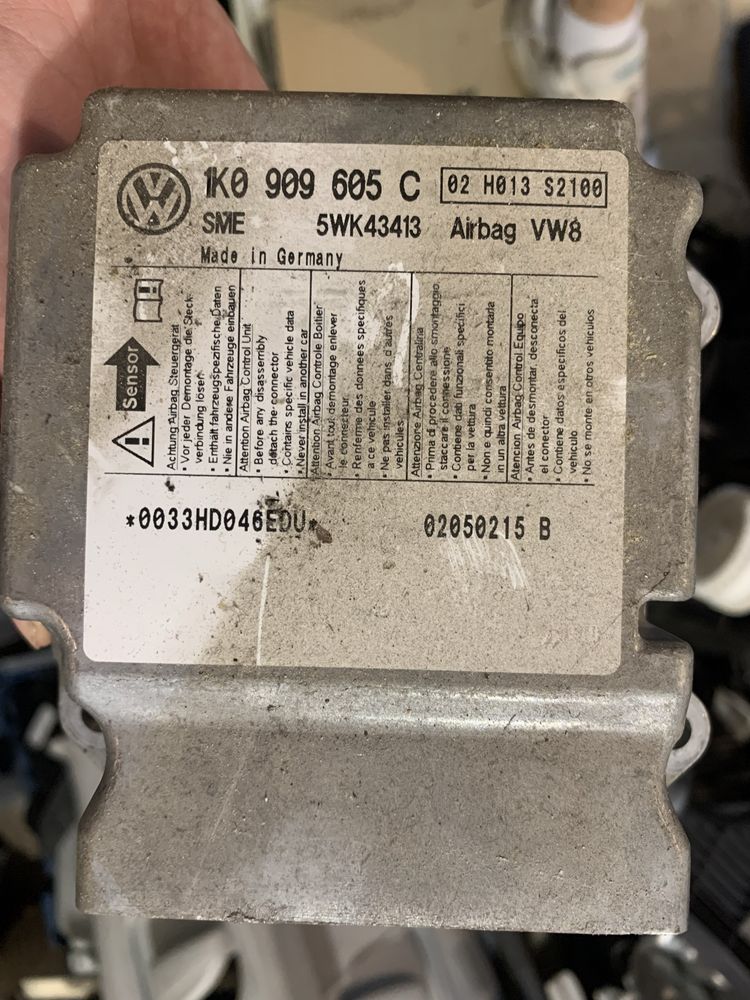 1K0 909 605 C
02 H013 S2100
SME 5WK43413 Airbag VW8
Made in Germany
Sensor
Achtung Airbag Steuergerät
• Vor jeder Demontage die Steck-
verbindung lösen
• Enthält fahrzeugspezifische Daten
• Nie in andere Fahrzeuge einbauen
Attention Airbag Control Unit
• Before any disassembly
detach the connector
• Contains specific vehicle data
• Never install in another car
Attention Airbag Controle Boitier
• Avant tout demontage enlever
le connecteur
• Renferme des données specifiques
a ce vehicule
• Ne pas installer dans d'autres
vehicules
Attenzione Airbag Centralina
• Prima di procedere allo smontaggio
staccare il connessione
• Contiene dati funzionali specifici
per la vettura
• Non e quindi consentito montarla
in un altra vettura
Atencion Airbag Control Equipo
• Antes de desmontar, desconecta
el conector
• Contiene datos especificos del
vehiculo
• No se monte en otros vehiculos
*0033HD046EDU*
02050215 B